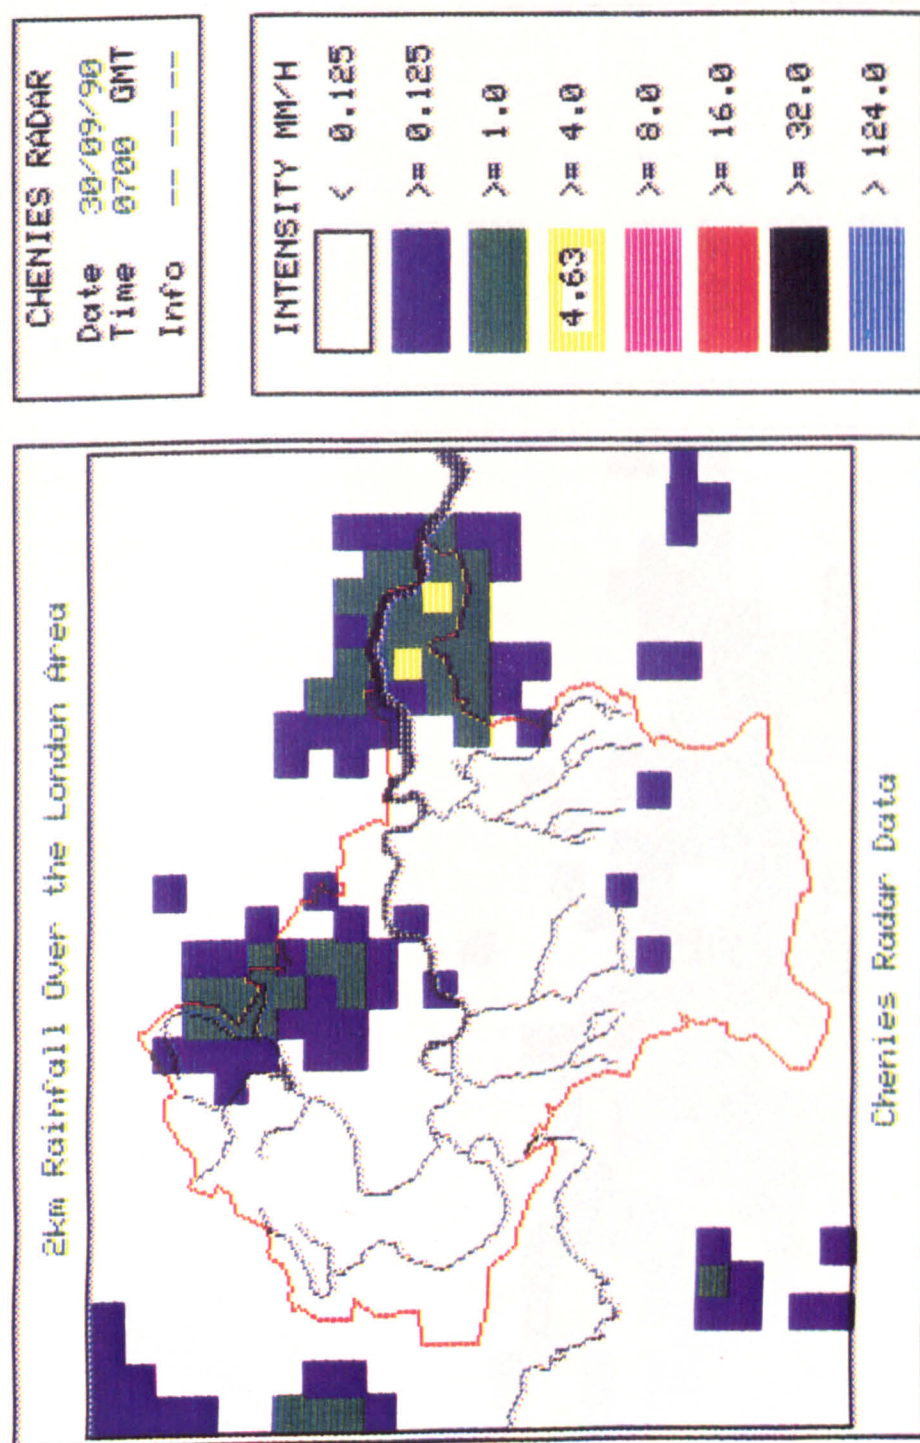 2km Rainfall Over the London Area
Chenies Radar Data
CHENIES RADAR
Date 30/09/90
Time 0700 GMT
Info -- -- -- --
INTENSITY MM/H
< 0.125
>= 0.125
>= 1.0
4.63 >= 4.0
>= 8.0
>= 16.0
>= 32.0
> 124.0